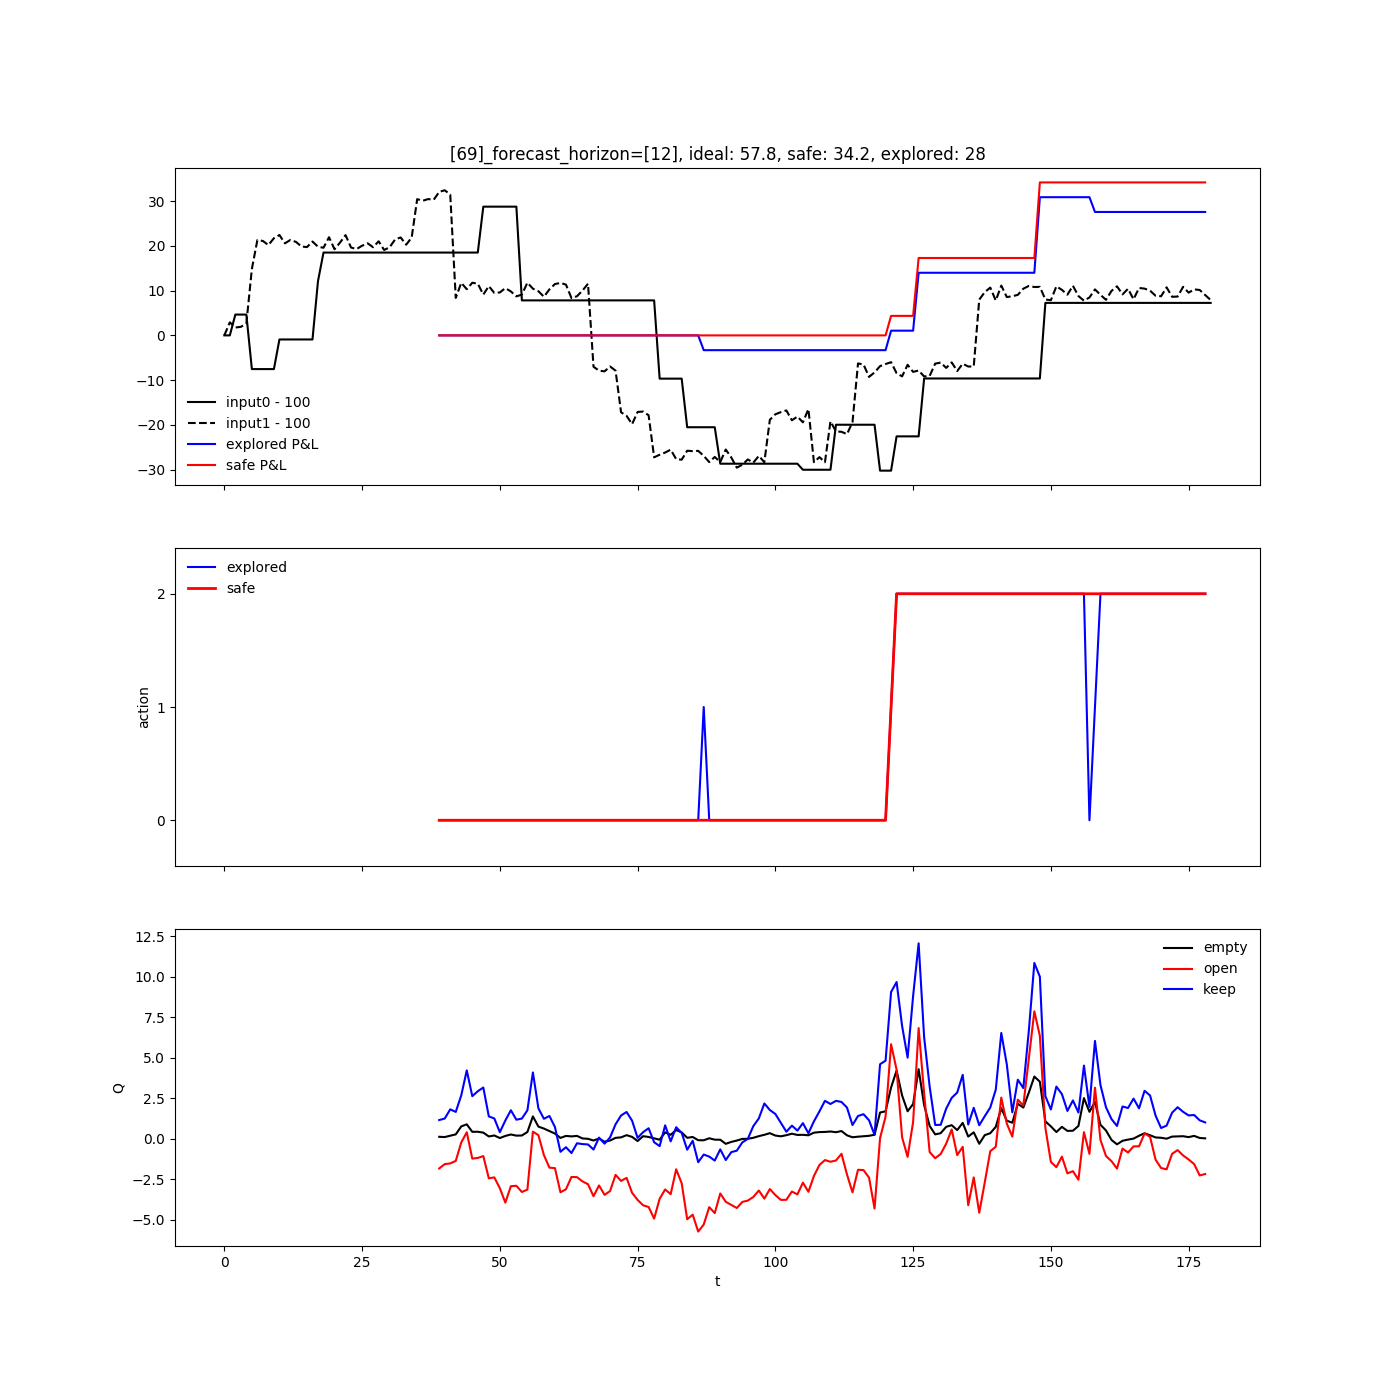 [69]_forecast_horizon=[12], ideal: 57.8, safe: 34.2, explored: 28
30
20
10
0
−10
−20
−30
input0 - 100
input1 - 100
explored P&L
safe P&L
explored
safe
2
1
0
action
empty
open
keep
12.5
10.0
7.5
5.0
2.5
0.0
−2.5
−5.0
Q
0 25 50 75 100 125 150 175
t